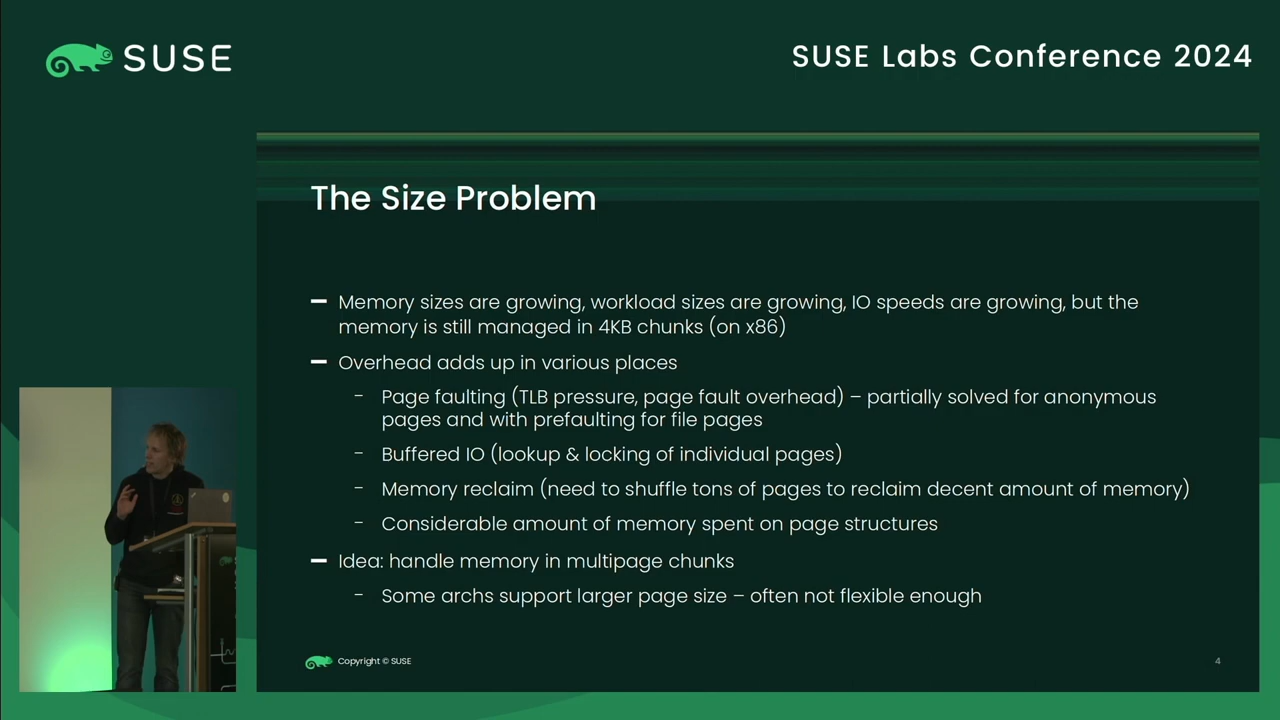 SUSE
SUSE Labs Conference 2024
The Size Problem
Memory sizes are growing, workload sizes are growing, IO speeds are growing, but the
memory is still managed in 4KB chunks (on x86)
Overhead adds up in various places
- Page faulting (TLB pressure, page fault overhead) – partially solved for anonymous
pages and with prefaulting for file pages
- Buffered IO (lookup & locking of individual pages)
- Memory reclaim (need to shuffle tons of pages to reclaim decent amount of memory)
- Considerable amount of memory spent on page structures
Idea: handle memory in multipage chunks
- Some archs support larger page size – often not flexible enough
Copyright © SUSE
4